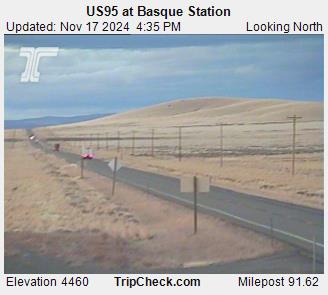 US95 at Basque Station
Updated: Nov 17 2024 4:35 PM Looking North
Elevation 4460 TripCheck.com Milepost 91.62